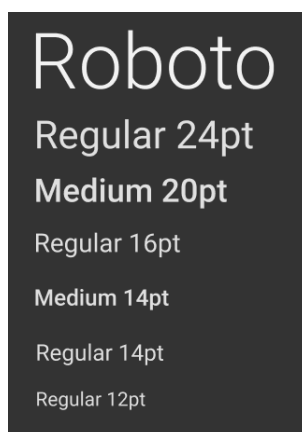 Roboto
Regular 24pt
Medium 20pt
Regular 16pt
Medium 14pt
Regular 14pt
Regular 12pt